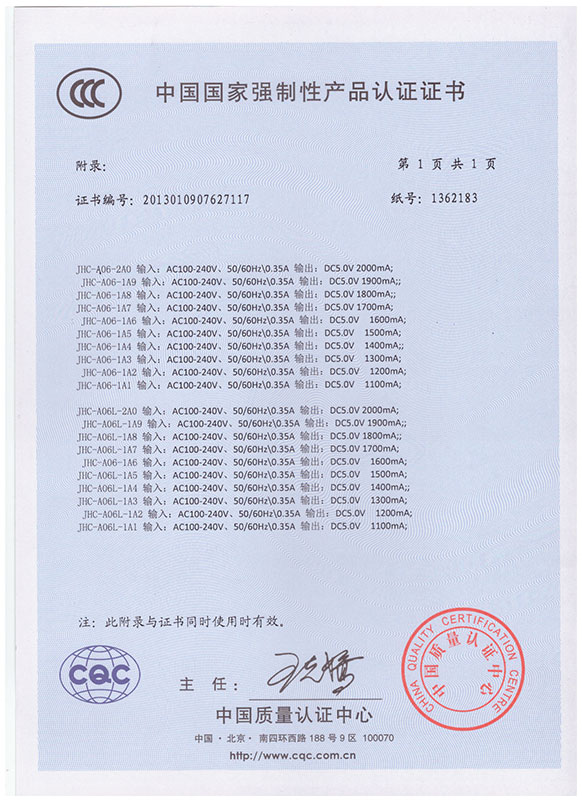 CCC
中国国家强制性产品认证证书
附录:
第 1 页 共 1 页
证书编号: 2013010907627117
纸号: 1362183
JHC-A06-2A0 输入: AC100-240V、50/60Hz\0.35A 输出: DC5.0V 2000mA;
JHC-A06-1A9 输入: AC100-240V、50/60Hz\0.35A 输出: DC5.0V 1900mA;;
JHC-A06-1A8 输入: AC100-240V、50/60Hz\0.35A 输出: DC5.0V 1800mA;;
JHC-A06-1A7 输入: AC100-240V、50/60Hz\0.35A 输出: DC5.0V 1700mA;
JHC-A06-1A6 输入: AC100-240V、50/60Hz\0.35A 输出: DC5.0V 1600mA;
JHC-A06-1A5 输入: AC100-240V、50/60Hz\0.35A 输出: DC5.0V 1500mA;
JHC-A06-1A4 输入: AC100-240V、50/60Hz\0.35A 输出: DC5.0V 1400mA;;
JHC-A06-1A3 输入: AC100-240V、50/60Hz\0.35A 输出: DC5.0V 1300mA;
JHC-A06-1A2 输入: AC100-240V、50/60Hz\0.35A 输出: DC5.0V 1200mA;
JHC-A06-1A1 输入: AC100-240V、50/60Hz\0.35A 输出: DC5.0V 1100mA;
JHC-A06L-2A0 输入: AC100-240V、50/60Hz\0.35A 输出: DC5.0V 2000mA;
JHC-A06L-1A9 输入: AC100-240V、50/60Hz\0.35A 输出: DC5.0V 1900mA;;
JHC-A06L-1A8 输入: AC100-240V、50/60Hz\0.35A 输出: DC5.0V 1800mA;;
JHC-A06L-1A7 输入: AC100-240V、50/60Hz\0.35A 输出: DC5.0V 1700mA;
JHC-A06-1A6 输入: AC100-240V、50/60Hz\0.35A 输出: DC5.0V 1600mA;
JHC-A06L-1A5 输入: AC100-240V、50/60Hz\0.35A 输出: DC5.0V 1500mA;
JHC-A06L-1A4 输入: AC100-240V、50/60Hz\0.35A 输出: DC5.0V 1400mA;;
JHC-A06L-1A3 输入: AC100-240V、50/60Hz\0.35A 输出: DC5.0V 1300mA;
JHC-A06L-1A2 输入: AC100-240V、50/60Hz\0.35A 输出: DC5.0V 1200mA;
JHC-A06L-1A1 输入: AC100-240V、50/60Hz\0.35A 输出: DC5.0V 1100mA;
注: 此附录与证书同时使用时有效。
CHINA QUALITY CERTIFICATION CENTRE
中国质量认证中心
CQC
主 任:
中国质量认证中心
中国·北京·南四环西路 188 号 9 区 100070
http://www.cqc.com.cn